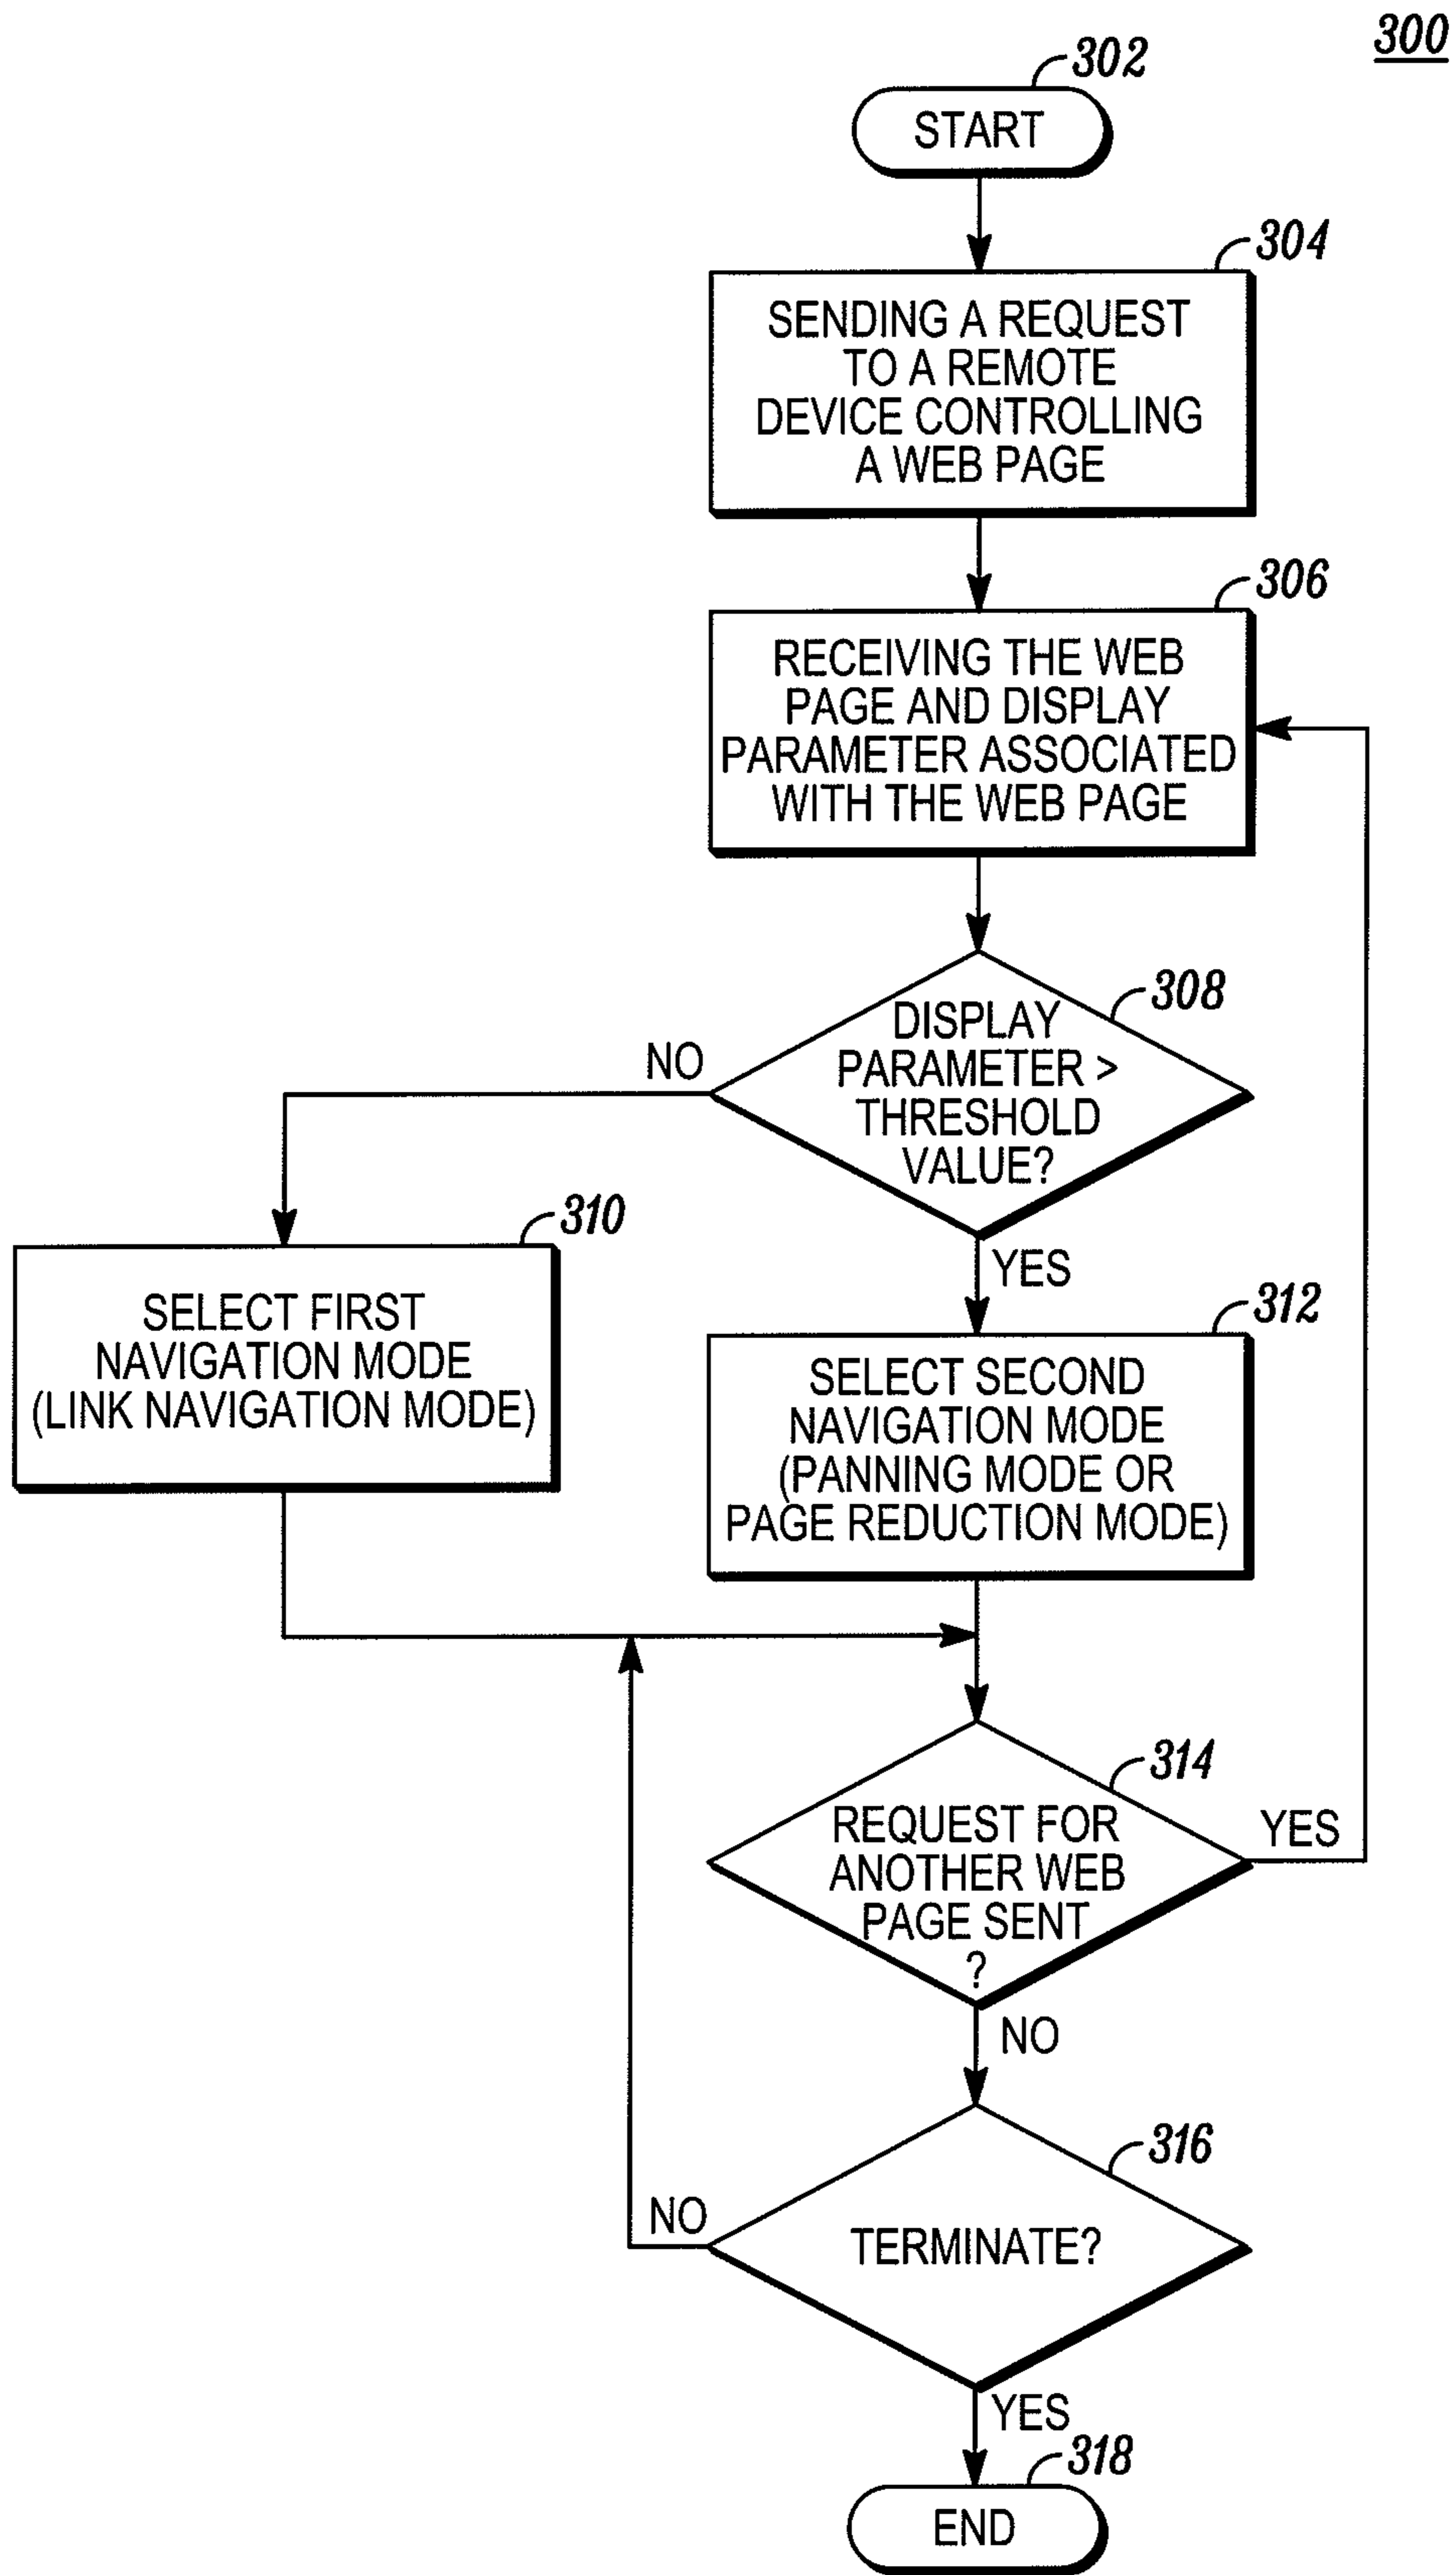 300
302
START
304
SENDING A REQUEST
TO A REMOTE
DEVICE CONTROLLING
A WEB PAGE
306
RECEIVING THE WEB
PAGE AND DISPLAY
PARAMETER ASSOCIATED
WITH THE WEB PAGE
308
DISPLAY
PARAMETER >
THRESHOLD
VALUE?
NO
YES
310
SELECT FIRST
NAVIGATION MODE
(LINK NAVIGATION MODE)
312
SELECT SECOND
NAVIGATION MODE
(PANNING MODE OR
PAGE REDUCTION MODE)
314
REQUEST FOR
ANOTHER WEB
PAGE SENT
?
YES
NO
316
TERMINATE?
NO
YES
318
END